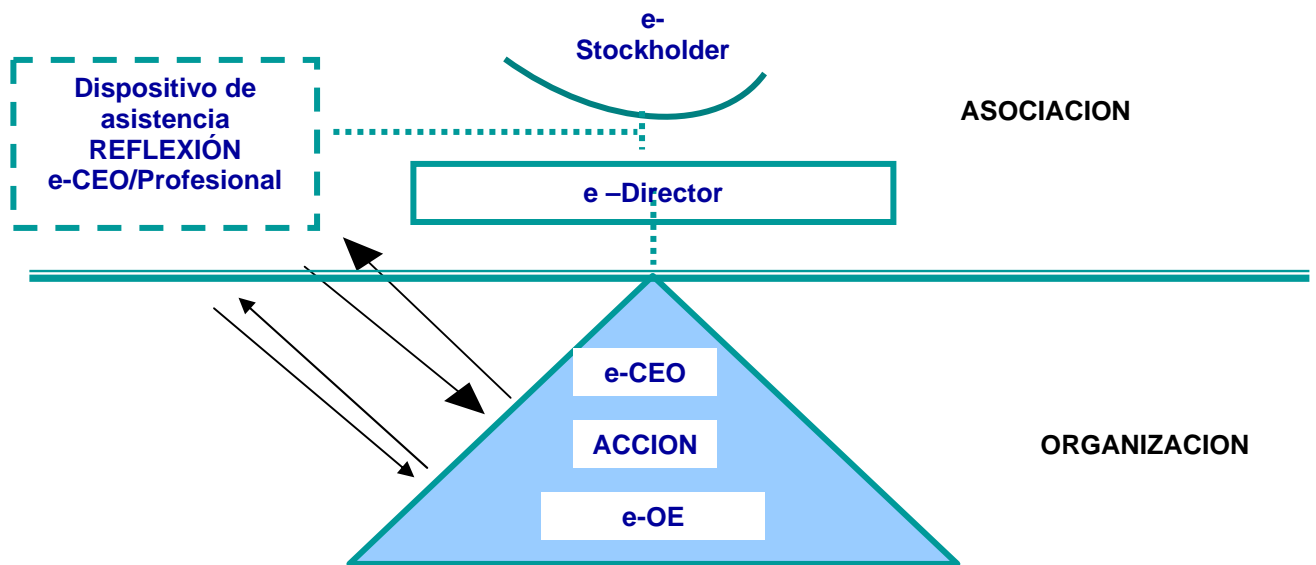 e-
Stockholder
Dispositivo de
asistencia
REFLEXIÓN
e-CEO/Profesional
ASOCIACION
e –Director
e-CEO
ACCION
ORGANIZACION
e-OE